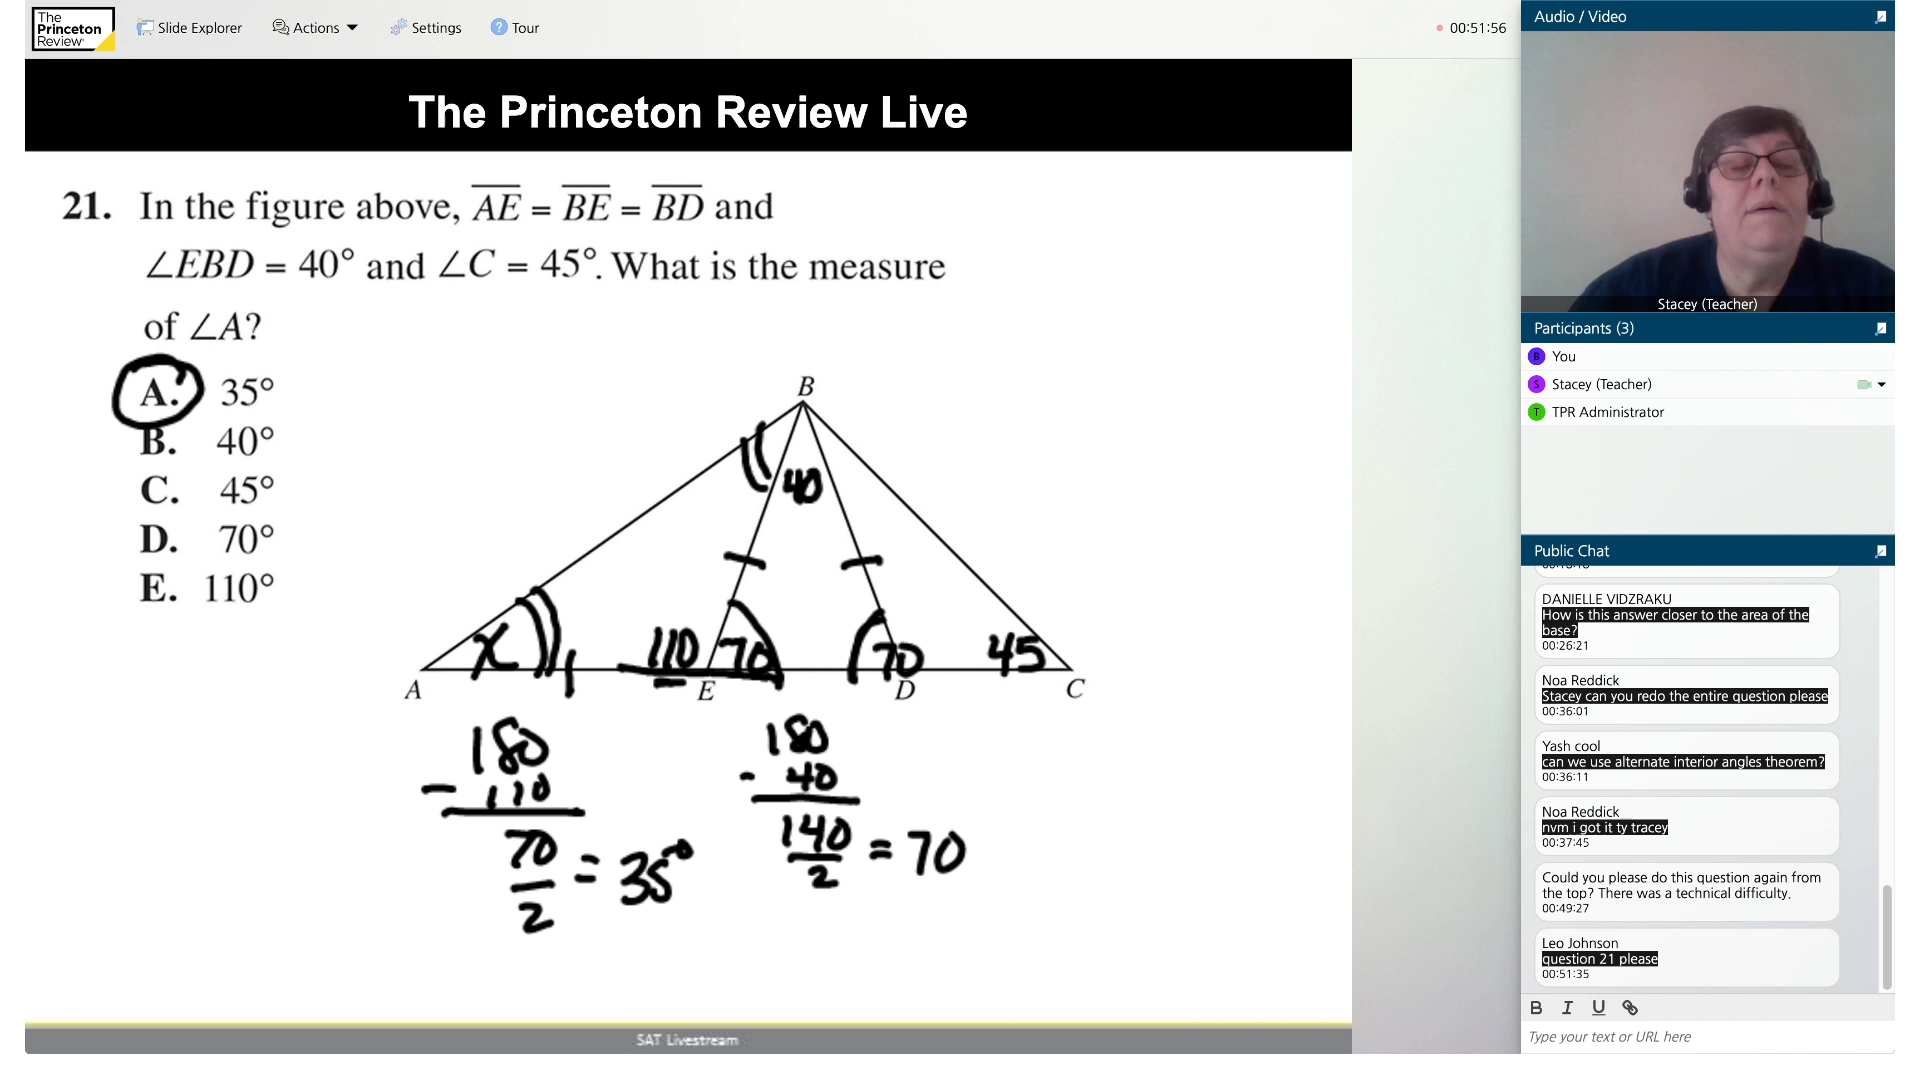 The
Princeton
Review
Slide Explorer
Actions
Settings
Tour
00:51:56
The Princeton Review Live
21. In the figure above, AE = BE = BD and
∠EBD = 40° and ∠C = 45°. What is the measure
of ∠A?
A. 35°
B. 40°
C. 45°
D. 70°
E. 110°
B
40
x
110
70
70
45
A
E
D
C
180
- 110
70
2
= 35°
180
- 40
140
2
= 70
SAT Livestream
Audio / Video
Stacey (Teacher)
Participants (3)
B You
S Stacey (Teacher)
T TPR Administrator
Public Chat
DANIELLE VIDZRAKU
How is this answer closer to the area of the
base?
00:26:21
Noa Reddick
Stacey can you redo the entire question please
00:36:01
Yash cool
can we use alternate interior angles theorem?
00:36:11
Noa Reddick
nvm i got it ty tracey
00:37:45
Could you please do this question again from
the top? There was a technical difficulty.
00:49:27
Leo Johnson
question 21 please
00:51:35
B I U
Type your text or URL here